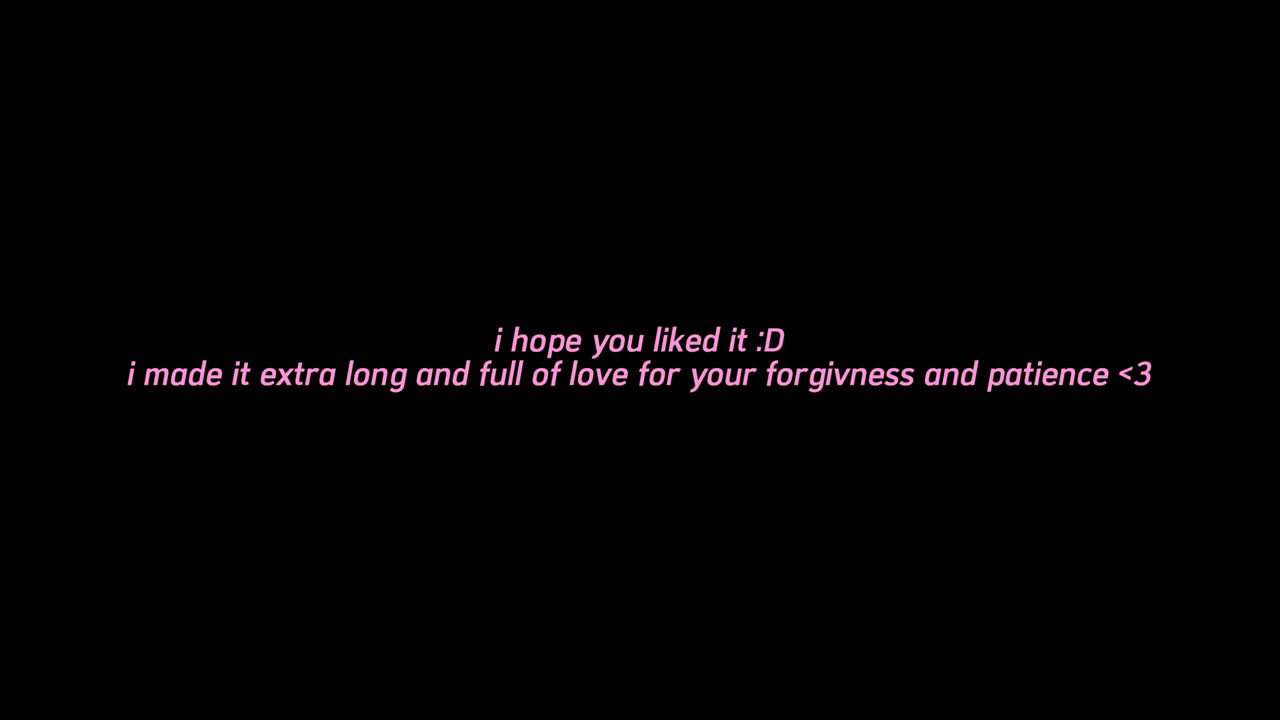 i hope you liked it :D
i made it extra long and full of love for your forgivness and patience <3